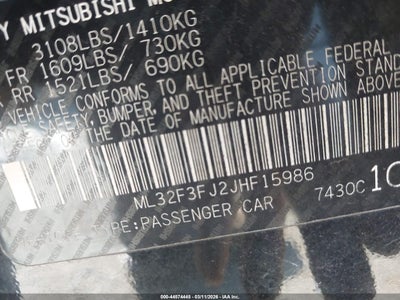 Y MITSUBISHI MO
3108LBS/1410KG
FR 1609LBS/ 730KG
RR 1521LBS/ 690KG
VEHICLE CONFORMS TO ALL APPLICABLE FEDERAL
SAFETY, BUMPER, AND THEFT PREVENTION STAND
DATE OF MANUFACTURE SHOWN ABOVE
ML32F3FJ2JHF15986
TYPE:PASSENGER CAR 7430C 10
000-44674445 - 03/11/2026 - IAA Inc.